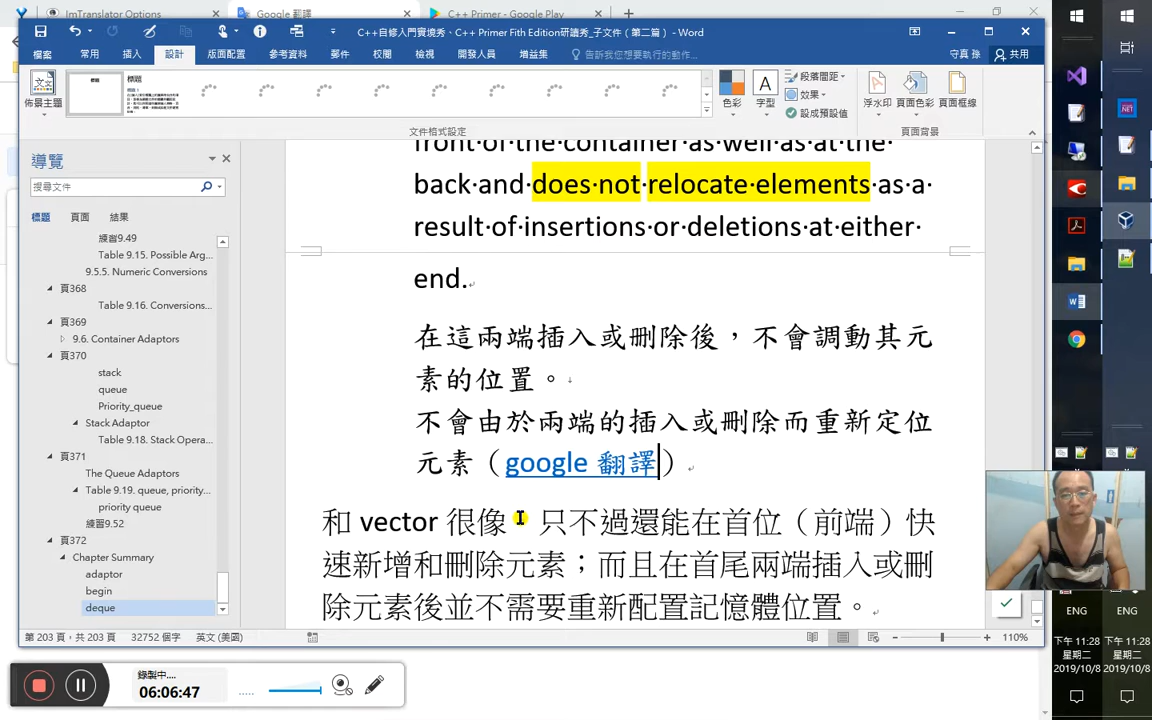 ImTranslator Options
Google 翻譯
C++ Primer - Google Play
C++自修入門實境秀、C++ Primer Fith Edition研讀秀_子文件（第二篇） - Word
檔案 常用 插入 設計 版面配置 參考資料 郵件 校閱 檢視 開發人員 增益集 告訴我您想要執行的動作... 守真 孫 共用
佈景主題
色彩
字型
段落間距
效果
設成預設值
浮水印 頁面色彩 頁面框線
文件格式設定
頁面背景
導覽
搜尋文件
標題 頁面 結果
練習9.49
Table 9.15. Possible Arg...
9.5.5. Numeric Conversions
頁368
Table 9.16. Conversions...
頁369
9.6. Container Adaptors
頁370
stack
queue
Priority_queue
Stack Adaptor
Table 9.18. Stack Opera...
頁371
The Queue Adaptors
Table 9.19. queue, priority...
priority queue
練習9.52
頁372
Chapter Summary
adaptor
begin
deque
front of the container as well as at the
back and does not relocate elements as a
result of insertions or deletions at either
end.
在這兩端插入或刪除後，不會調動其元
素的位置。
不會由於兩端的插入或刪除而重新定位
元素（google 翻譯）
和 vector 很像，只不過還能在首位（前端）快
速新增和刪除元素；而且在首尾兩端插入或刪
除元素後並不需要重新配置記憶體位置。
第 203 頁，共 203 頁 32752 個字 英文 (美國)
110%
錄製中....
06:06:47
ENG
下午 11:28
星期二
2019/10/8
ENG
下午 11:28
星期二
2019/10/8